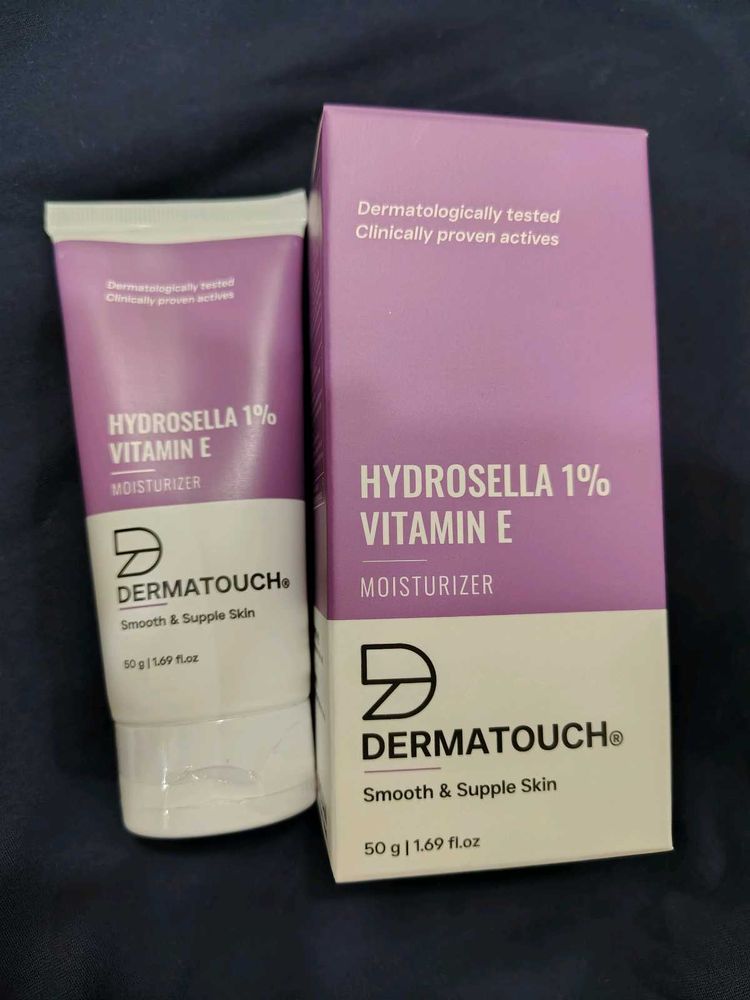 Dermatologically tested
Clinically proven actives
HYDROSELLA 1%
VITAMIN E
MOISTURIZER
DERMATOUCH®
Smooth & Supple Skin
50 g | 1.69 fl.oz
Dermatologically tested
Clinically proven actives
HYDROSELLA 1%
VITAMIN E
MOISTURIZER
DERMATOUCH®
Smooth & Supple Skin
50 g | 1.69 fl.oz